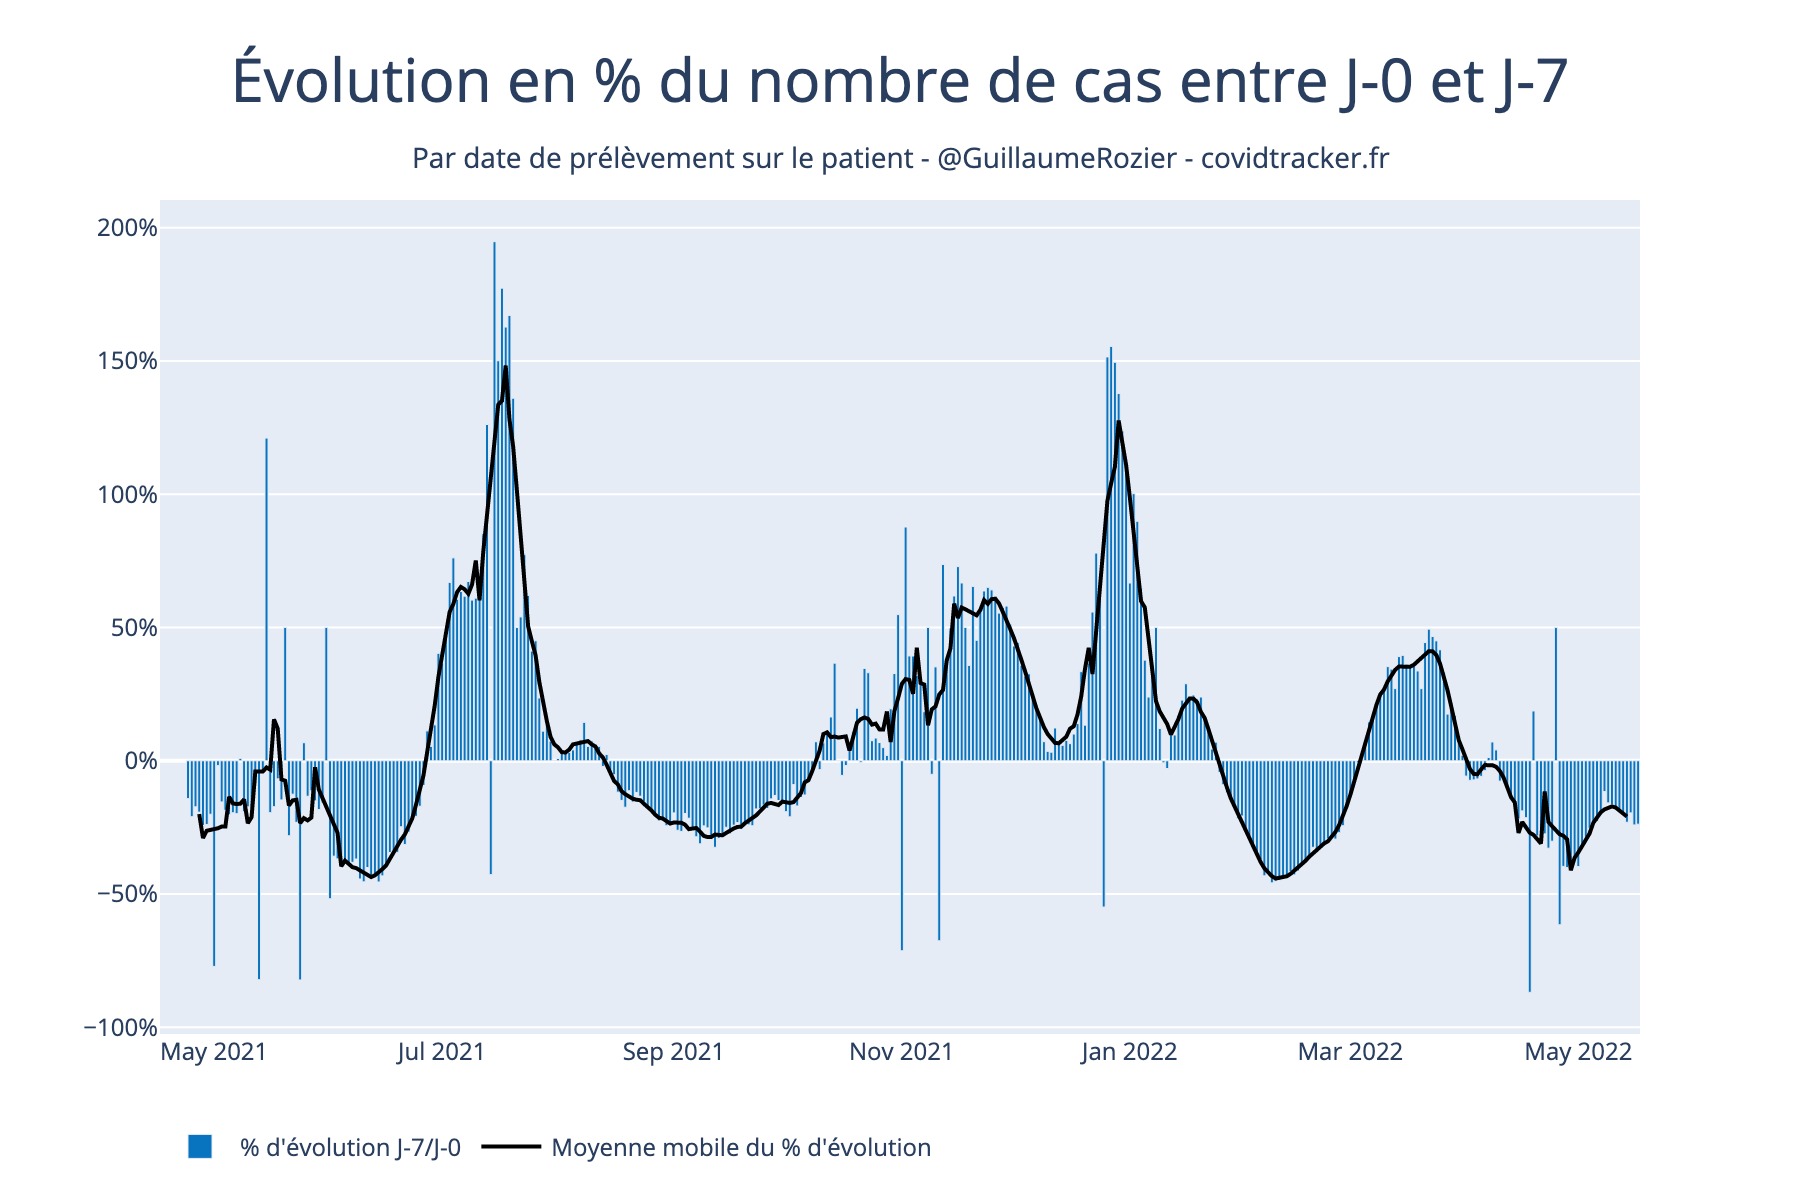 Évolution en % du nombre de cas entre J-0 et J-7
Par date de prélèvement sur le patient - @GuillaumeRozier - covidtracker.fr
200%
150%
100%
50%
0%
−50%
−100%
May 2021 Jul 2021 Sep 2021 Nov 2021 Jan 2022 Mar 2022 May 2022
% d'évolution J-7/J-0 Moyenne mobile du % d'évolution